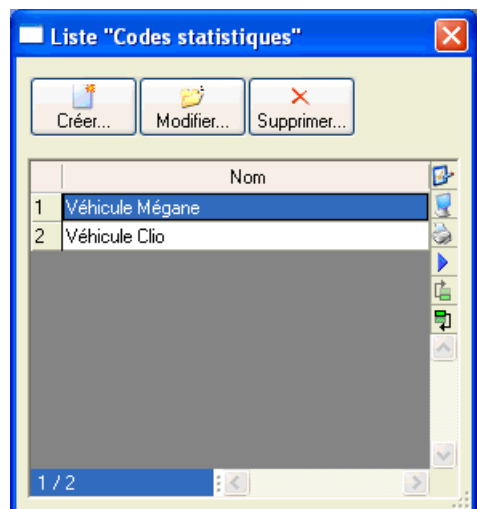 Liste "Codes statistiques"
Créer... Modifier... Supprimer...
Nom
1 Véhicule Mégane
2 Véhicule Clio
1 / 2